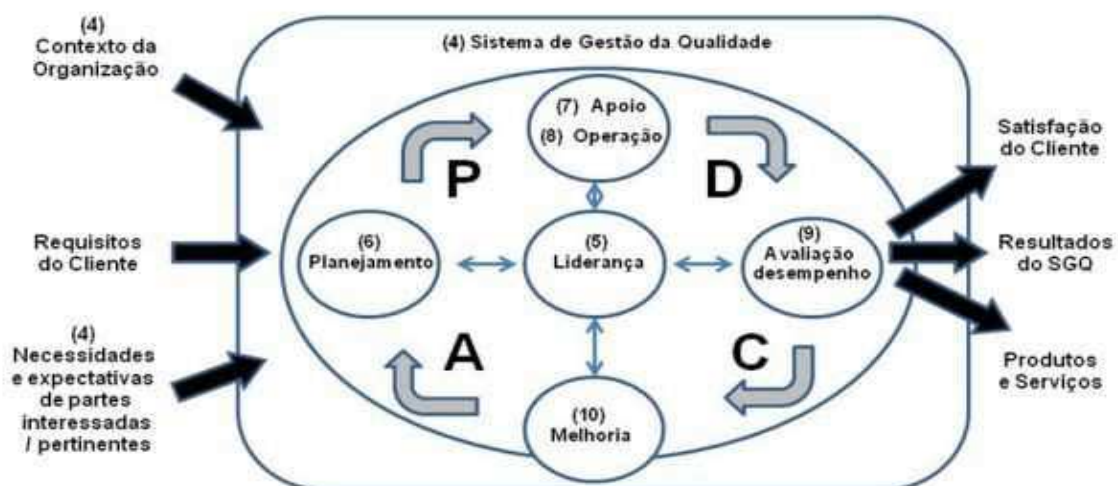 (4)
Contexto da
Organização
Requisitos
do Cliente
(4)
Necessidades
e expectativas
de partes
interessadas
/ pertinentes
(4) Sistema de Gestão da Qualidade
(7) Apoio
(8) Operação
P
D
(6)
Planejamento
(5)
Liderança
(9)
Avaliação
desempenho
A
C
(10)
Melhoria
Satisfação
do Cliente
Resultados
do SGQ
Produtos
e Serviços